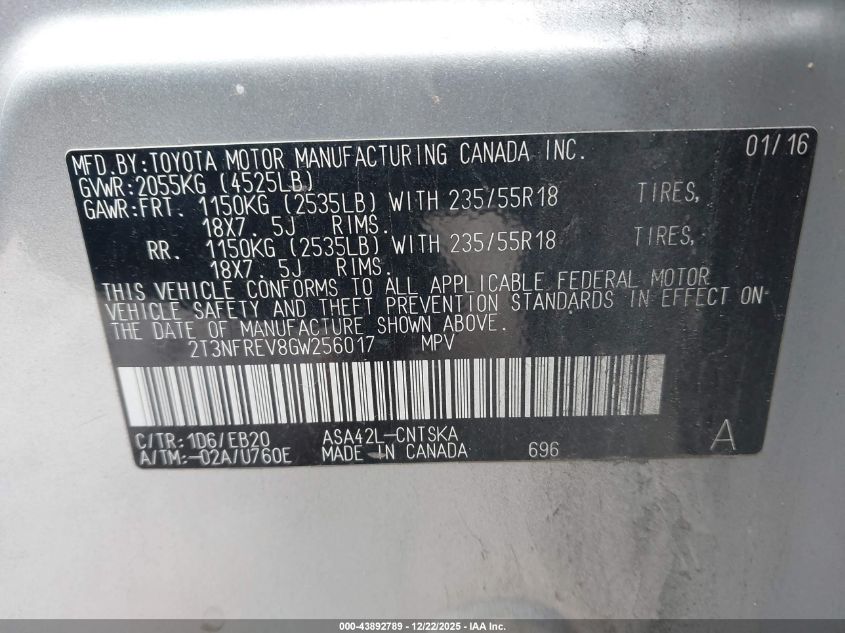 MFD.BY:TOYOTA MOTOR MANUFACTURING CANADA INC. 01/16
GVWR:2055KG (4525LB)
GAWR:FRT. 1150KG (2535LB) WITH 235/55R18 TIRES,
18X7.5J RIMS.
RR. 1150KG (2535LB) WITH 235/55R18 TIRES,
18X7.5J RIMS.
THIS VEHICLE CONFORMS TO ALL APPLICABLE FEDERAL MOTOR
VEHICLE SAFETY AND THEFT PREVENTION STANDARDS IN EFFECT ON
THE DATE OF MANUFACTURE SHOWN ABOVE.
2T3NFREV8GW256017 MPV
C/TR:1D6/EB20 ASA42L-CNTSKA A
A/TM:-02A/U760E MADE IN CANADA 696
000-43892789 - 12/22/2025 - IAA Inc.